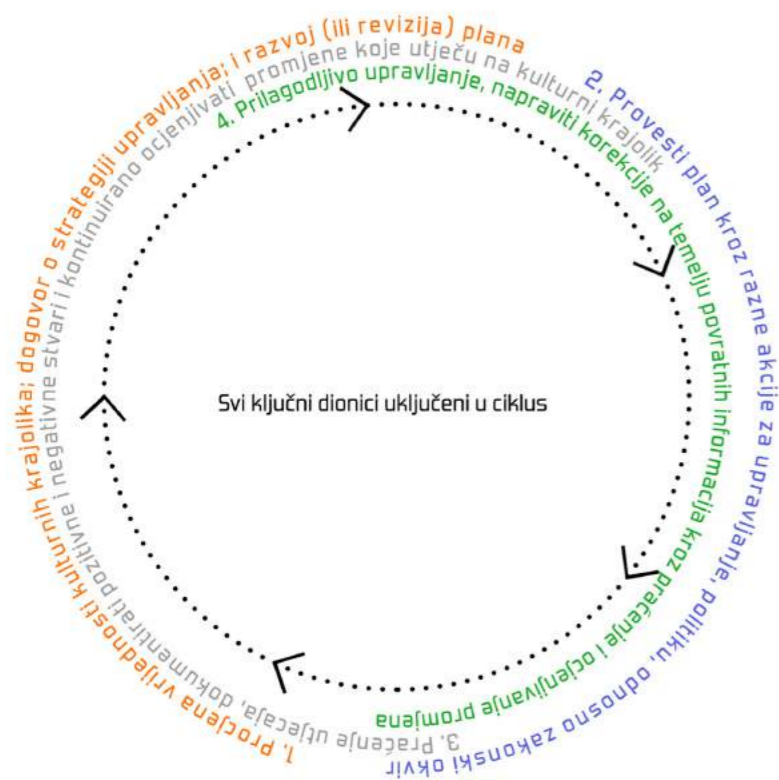 1. Procjena vrijednosti kulturnih krajolika; dogovor o strategiji upravljanja; i razvoj (ili revizija) plana
2. Provesti plan kroz razne akcije za upravljanje, politiku, odnosno zakonski okvir
3. Praćenje utjecaja, dokumentirati pozitivne i negativne stvari i kontinuirano ocjenjivati promjene koje utječu na kulturni krajolik
4. Prilagodljivo upravljanje, napraviti korekcije na temelju povratnih informacija kroz praćenje i ocjenjivanje promjena
Svi ključni dionici uključeni u ciklus